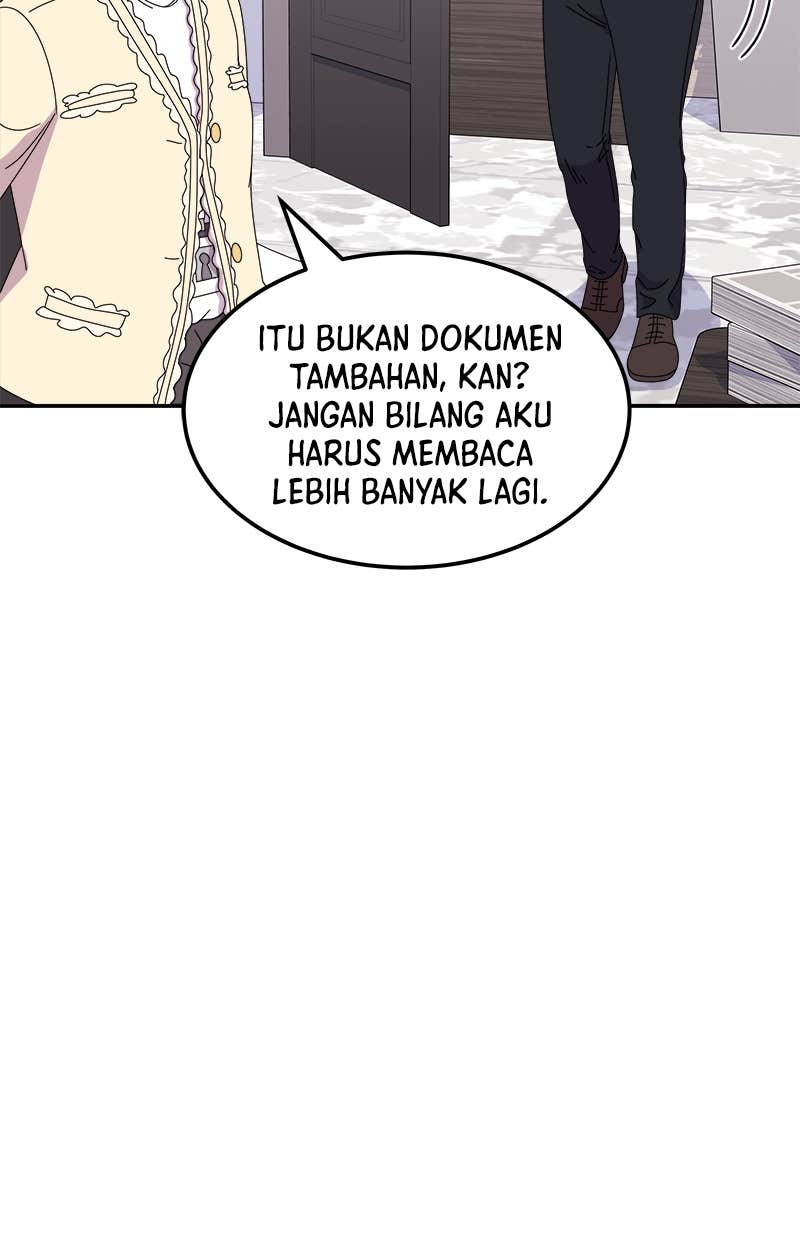 ITU BUKAN DOKUMEN
TAMBAHAN, KAN?
JANGAN BILANG AKU
HARUS MEMBACA
LEBIH BANYAK LAGI.